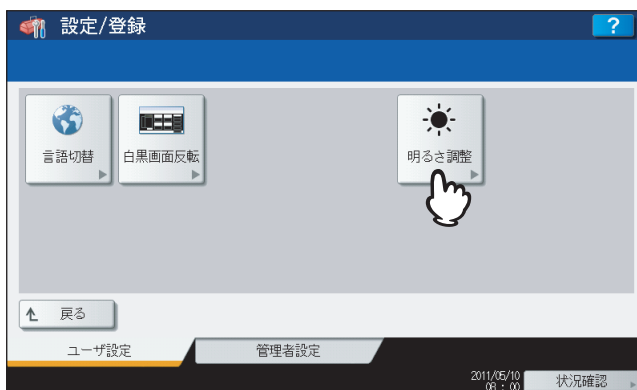 設定/登録
?
言語切替
白黒画面反転
明るさ調整
戻る
ユーザ設定
管理者設定
2011/05/10
08 : 00
状況確認